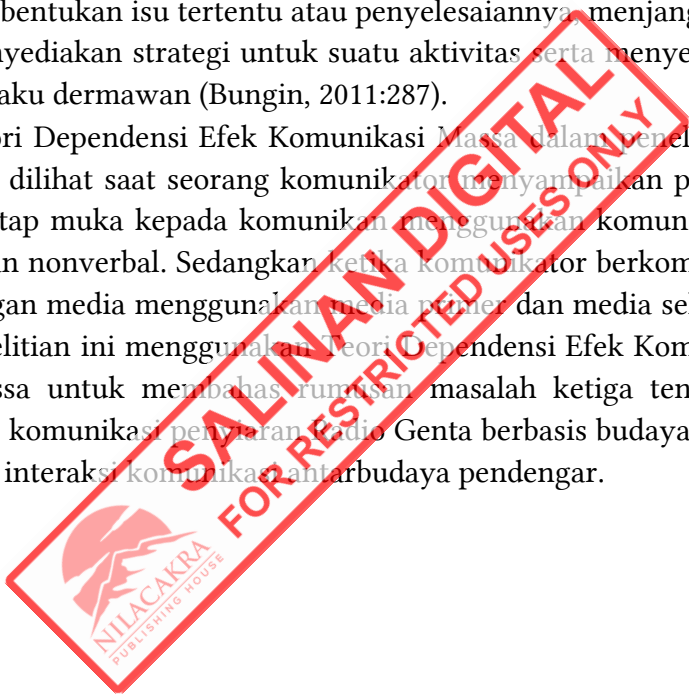 bentukan isu tertentu atau penyelesaiannya, menjang
nyediakan strategi untuk suatu aktivitas serta menye
aku dermawan (Bungin, 2011:287).
ori Dependensi Efek Komunikasi Massa dalam penel
dilihat saat seorang komunikator menyampaikan p
tap muka kepada komunikan menggunakan komun
n nonverbal. Sedangkan ketika komunikator berkom
gan media menggunakan media primer dan media sel
elitian ini menggunakan Teori Dependensi Efek Kom
ssa untuk membahas rumusan masalah ketiga ten
komunikasi penyiaran Radio Genta berbasis budaya
interaksi komunikasi antarbudaya pendengar.
SALINAN DIGITAL
FOR RESTRICTED USES ONLY
NILACAKRA
PUBLISHING HOUSE